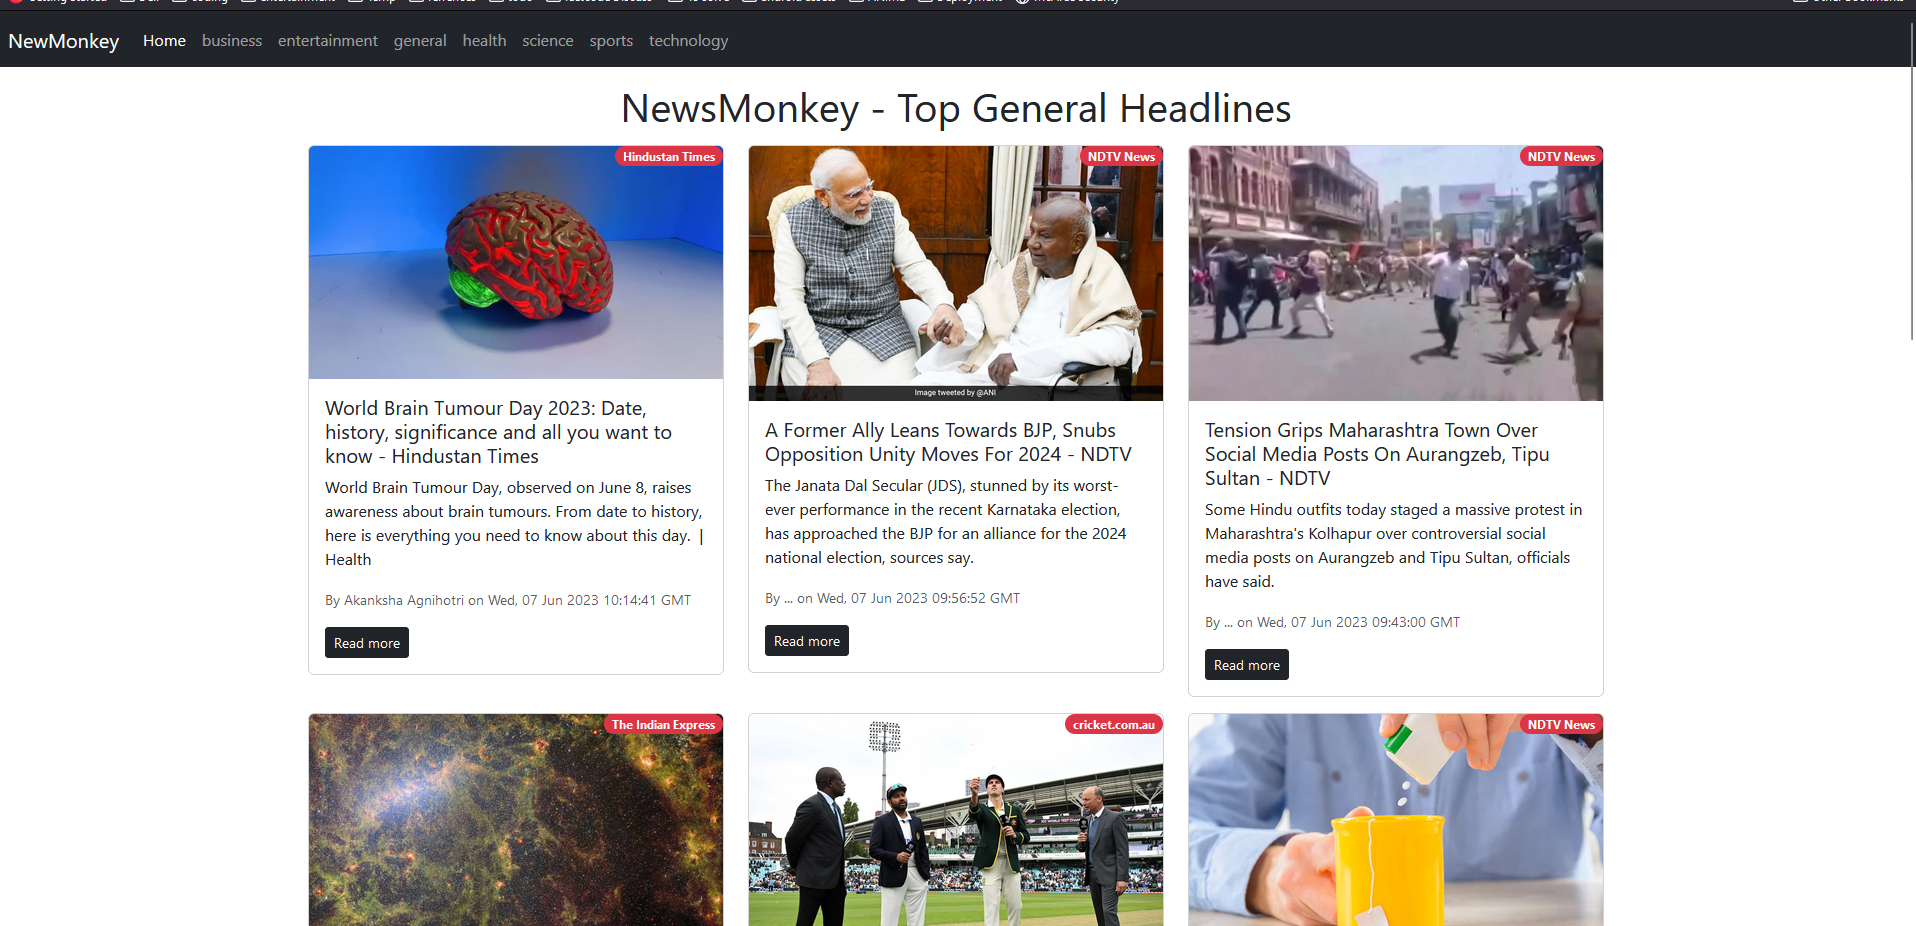 NewMonkey Home business entertainment general health science sports technology
NewsMonkey - Top General Headlines
Hindustan Times
World Brain Tumour Day 2023: Date,
history, significance and all you want to
know - Hindustan Times
World Brain Tumour Day, observed on June 8, raises
awareness about brain tumours. From date to history,
here is everything you need to know about this day. |
Health
By Akanksha Agnihotri on Wed, 07 Jun 2023 10:14:41 GMT
Read more
NDTV News
Image tweeted by @ANI
A Former Ally Leans Towards BJP, Snubs
Opposition Unity Moves For 2024 - NDTV
The Janata Dal Secular (JDS), stunned by its worst-
ever performance in the recent Karnataka election,
has approached the BJP for an alliance for the 2024
national election, sources say.
By ... on Wed, 07 Jun 2023 09:56:52 GMT
Read more
NDTV News
Tension Grips Maharashtra Town Over
Social Media Posts On Aurangzeb, Tipu
Sultan - NDTV
Some Hindu outfits today staged a massive protest in
Maharashtra's Kolhapur over controversial social
media posts on Aurangzeb and Tipu Sultan, officials
have said.
By ... on Wed, 07 Jun 2023 09:43:00 GMT
Read more
The Indian Express
cricket.com.au
NDTV News